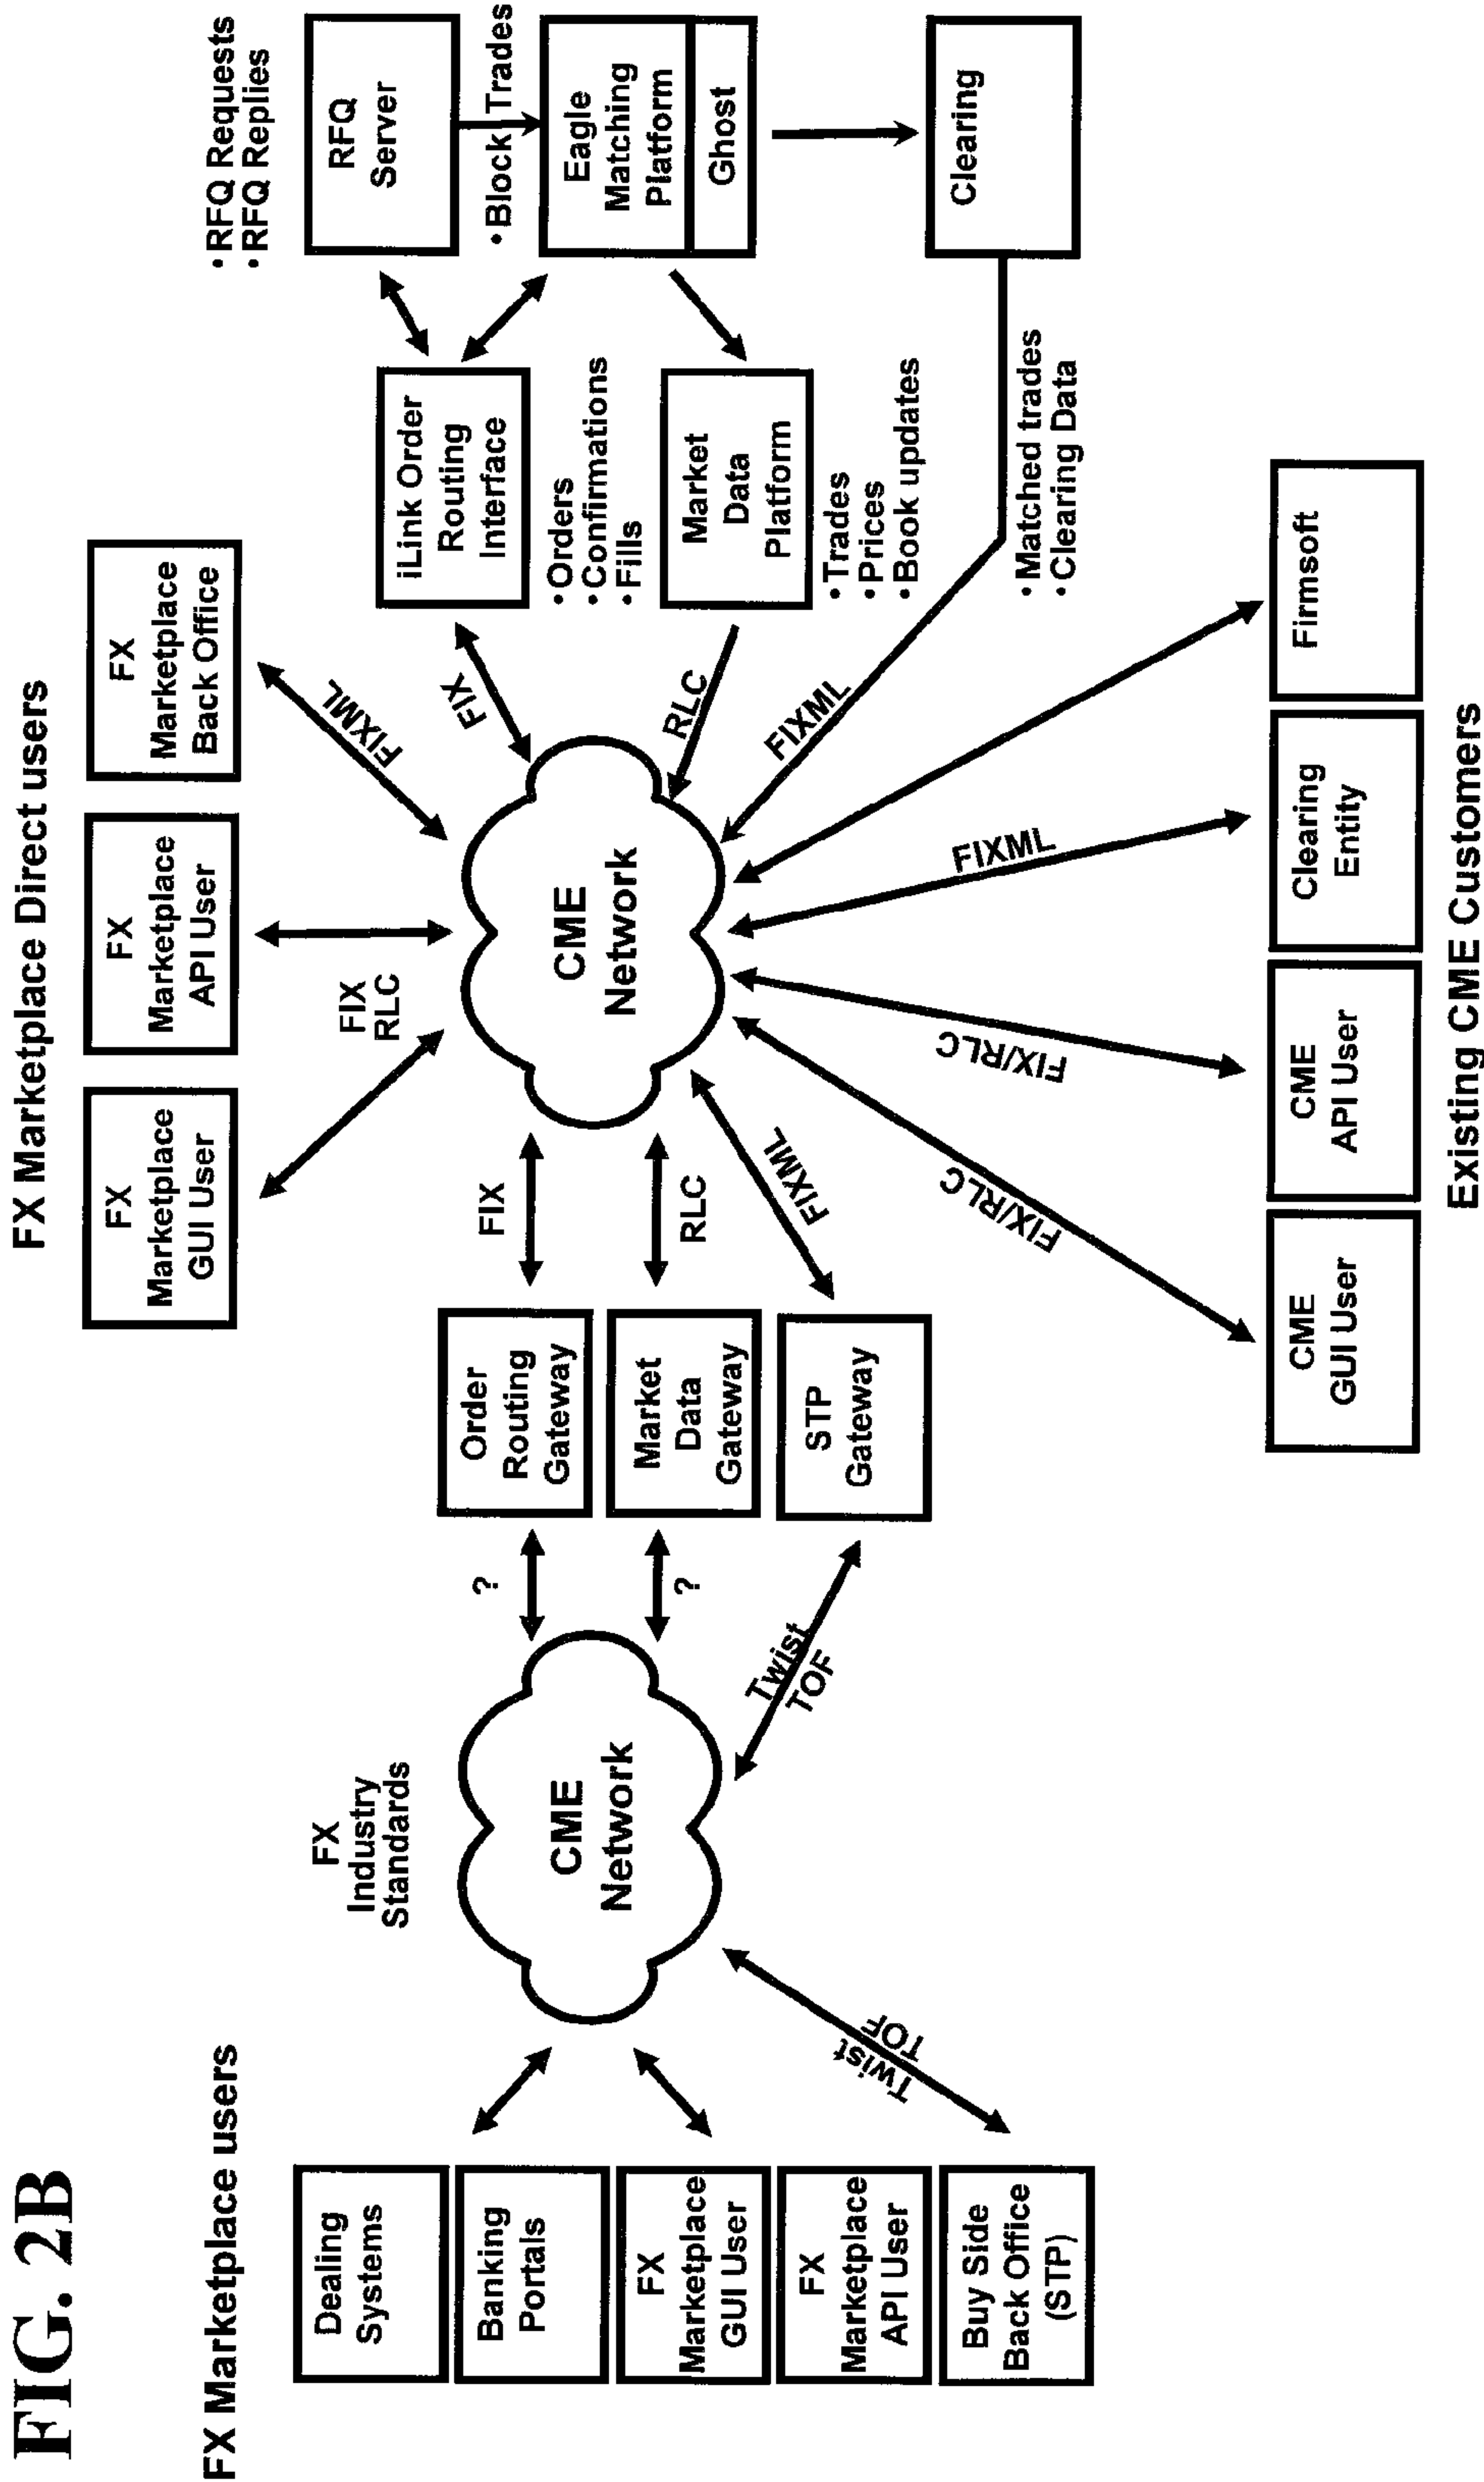 FIG. 2B
FX Marketplace users
Dealing
Systems
Banking
Portals
FX
Marketplace
GUI User
FX
Marketplace
API User
Buy Side
Back Office
(STP)
Twist
TOF
FX
Industry
Standards
CME
Network
?
?
Twist
TOF
Order
Routing
Gateway
Market
Data
Gateway
STP
Gateway
FIX
RLC
FIXML
FX Marketplace Direct users
FX
Marketplace
GUI User
FX
Marketplace
API User
FX
Marketplace
Back Office
FIX
RLC
FIXML
CME
Network
FIX
RLC
FIXML
iLink Order
Routing
Interface
•Orders
•Confirmations
•Fills
Market
Data
Platform
•Trades
•Prices
•Book updates
•RFQ Requests
•RFQ Replies
RFQ
Server
•Block Trades
Eagle
Matching
Platform
Ghost
Clearing
•Matched trades
•Clearing Data
FIX/RLC
FIX/RLC
FIXML
CME
GUI User
CME
API User
Clearing
Entity
Firmsoft
Existing CME Customers